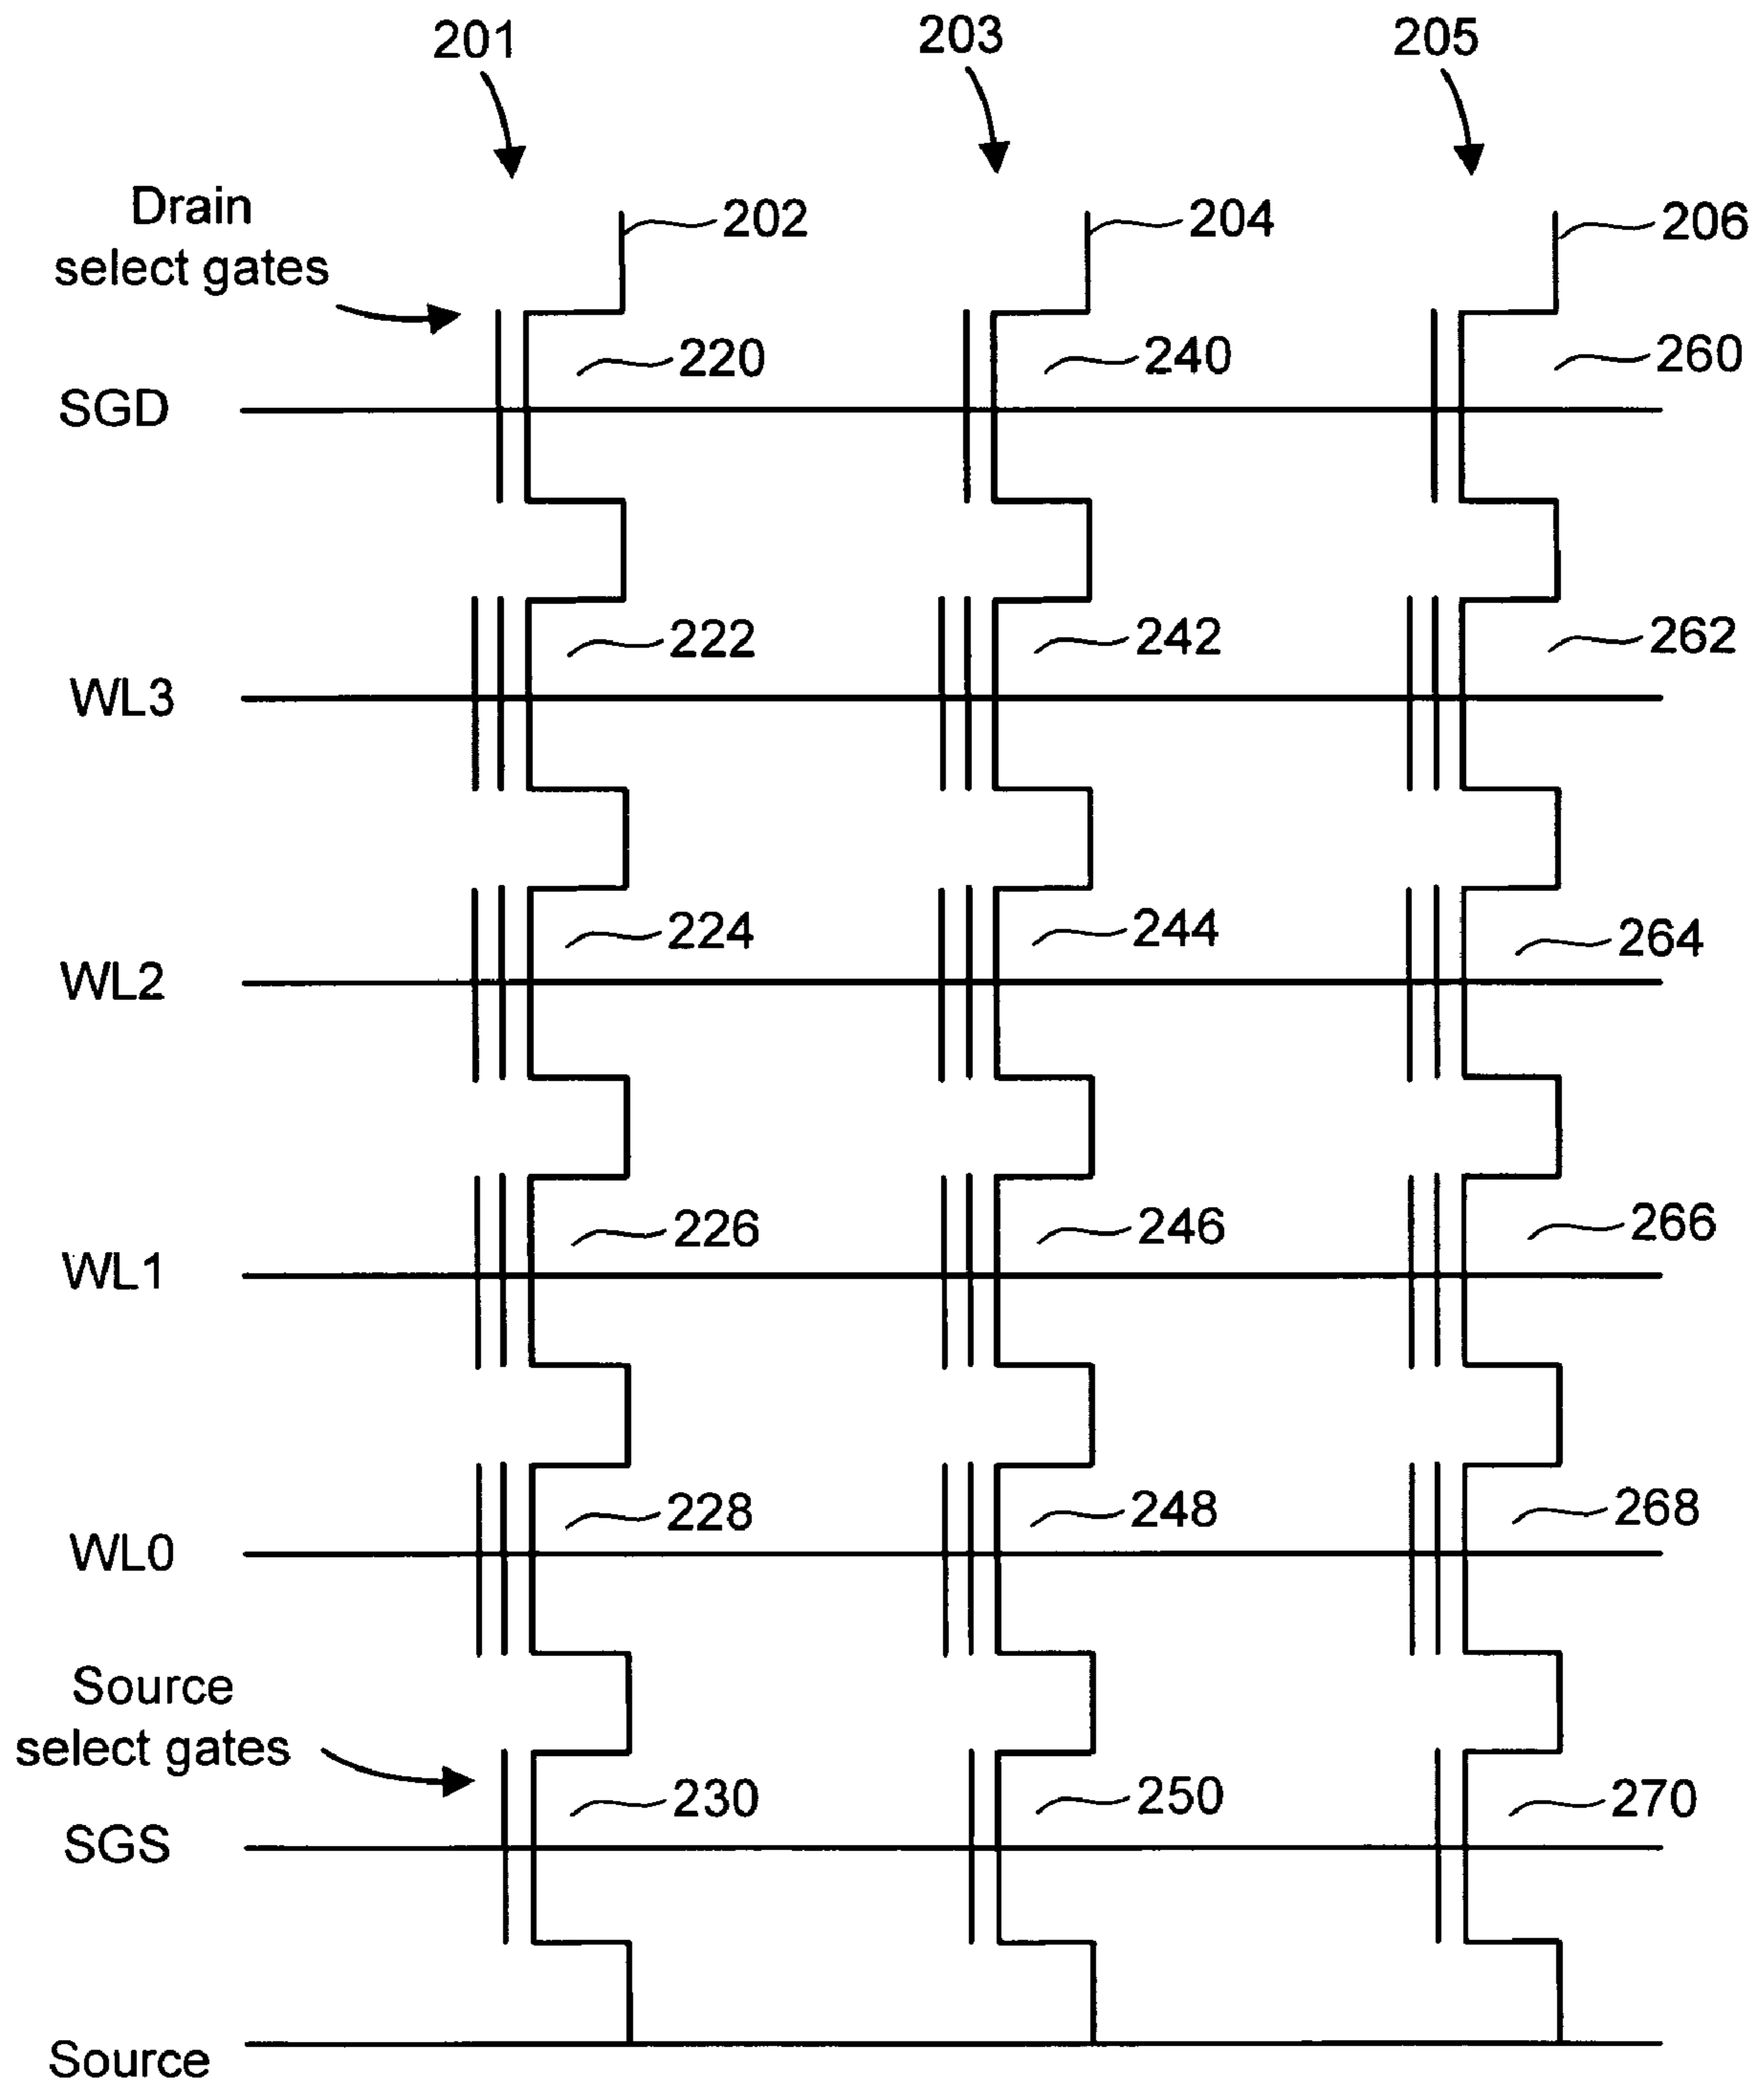 201 203 205
Drain
select gates
202 204 206
220 240 260
SGD
222 242 262
WL3
224 244 264
WL2
226 246 266
WL1
228 248 268
WL0
Source
select gates
230 250 270
SGS
Source